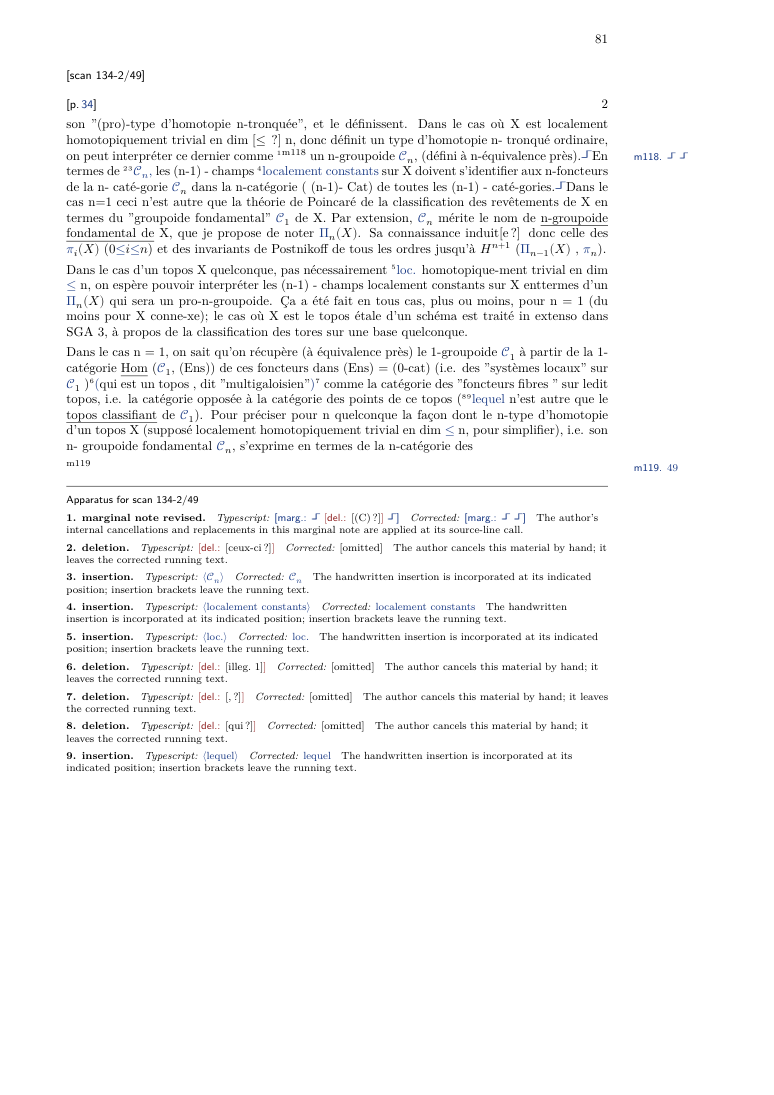 81
[scan 134-2/49]
[p. 34] 2
son "(pro)-type d'homotopie n-tronquée", et le définissent. Dans le cas où X est localement
homotopiquement trivial en dim [≤ ?] n, donc définit un type d'homotopie n- tronqué ordinaire,
on peut interpréter ce dernier comme ¹ᵐ¹¹⁸ un n-groupoide 𝒞ₙ, (défini à n-équivalence près).⅃En
m118. ⅃ ⅃
termes de ²³𝒞ₙ, les (n-1) - champs ⁴localement constants sur X doivent s'identifier aux n-foncteurs
de la n- caté-gorie 𝒞ₙ dans la n-catégorie ( (n-1)- Cat) de toutes les (n-1) - caté-gories.⅃Dans le
cas n=1 ceci n'est autre que la théorie de Poincaré de la classification des revêtements de X en
termes du "groupoide fondamental" 𝒞₁ de X. Par extension, 𝒞ₙ mérite le nom de n-groupoide
fondamental de X, que je propose de noter Πₙ(X). Sa connaissance induit[e ?] donc celle des
πᵢ(X) (0≤i≤n) et des invariants de Postnikoff de tous les ordres jusqu'à Hⁿ⁺¹ (Πₙ₋₁(X) , πₙ).
Dans le cas d'un topos X quelconque, pas nécessairement ⁵loc. homotopique-ment trivial en dim
≤ n, on espère pouvoir interpréter les (n-1) - champs localement constants sur X enttermes d'un
Πₙ(X) qui sera un pro-n-groupoide. Ça a été fait en tous cas, plus ou moins, pour n = 1 (du
moins pour X conne-xe); le cas où X est le topos étale d'un schéma est traité in extenso dans
SGA 3, à propos de la classification des tores sur une base quelconque.
Dans le cas n = 1, on sait qu'on récupère (à équivalence près) le 1-groupoide 𝒞₁ à partir de la 1-
catégorie Hom (𝒞₁, (Ens)) de ces foncteurs dans (Ens) = (0-cat) (i.e. des "systèmes locaux" sur
𝒞₁ )⁶(qui est un topos , dit "multigaloisien")⁷ comme la catégorie des "foncteurs fibres " sur ledit
topos, i.e. la catégorie opposée à la catégorie des points de ce topos (⁸⁹lequel n'est autre que le
topos classifiant de 𝒞₁). Pour préciser pour n quelconque la façon dont le n-type d'homotopie
d'un topos X (supposé localement homotopiquement trivial en dim ≤ n, pour simplifier), i.e. son
n- groupoide fondamental 𝒞ₙ, s'exprime en termes de la n-catégorie des
m119
m119. 49
Apparatus for scan 134-2/49
1. marginal note revised. Typescript: [marg.: ⅃ [del.: [(C) ?]] ⅃] Corrected: [marg.: ⅃ ⅃] The author's
internal cancellations and replacements in this marginal note are applied at its source-line call.
2. deletion. Typescript: [del.: [ceux-ci ?]] Corrected: [omitted] The author cancels this material by hand; it
leaves the corrected running text.
3. insertion. Typescript: ⟨𝒞ₙ⟩ Corrected: 𝒞ₙ The handwritten insertion is incorporated at its indicated
position; insertion brackets leave the running text.
4. insertion. Typescript: ⟨localement constants⟩ Corrected: localement constants The handwritten
insertion is incorporated at its indicated position; insertion brackets leave the running text.
5. insertion. Typescript: ⟨loc.⟩ Corrected: loc. The handwritten insertion is incorporated at its indicated
position; insertion brackets leave the running text.
6. deletion. Typescript: [del.: [illeg. 1]] Corrected: [omitted] The author cancels this material by hand; it
leaves the corrected running text.
7. deletion. Typescript: [del.: [, ?]] Corrected: [omitted] The author cancels this material by hand; it leaves
the corrected running text.
8. deletion. Typescript: [del.: [qui ?]] Corrected: [omitted] The author cancels this material by hand; it
leaves the corrected running text.
9. insertion. Typescript: ⟨lequel⟩ Corrected: lequel The handwritten insertion is incorporated at its
indicated position; insertion brackets leave the running text.